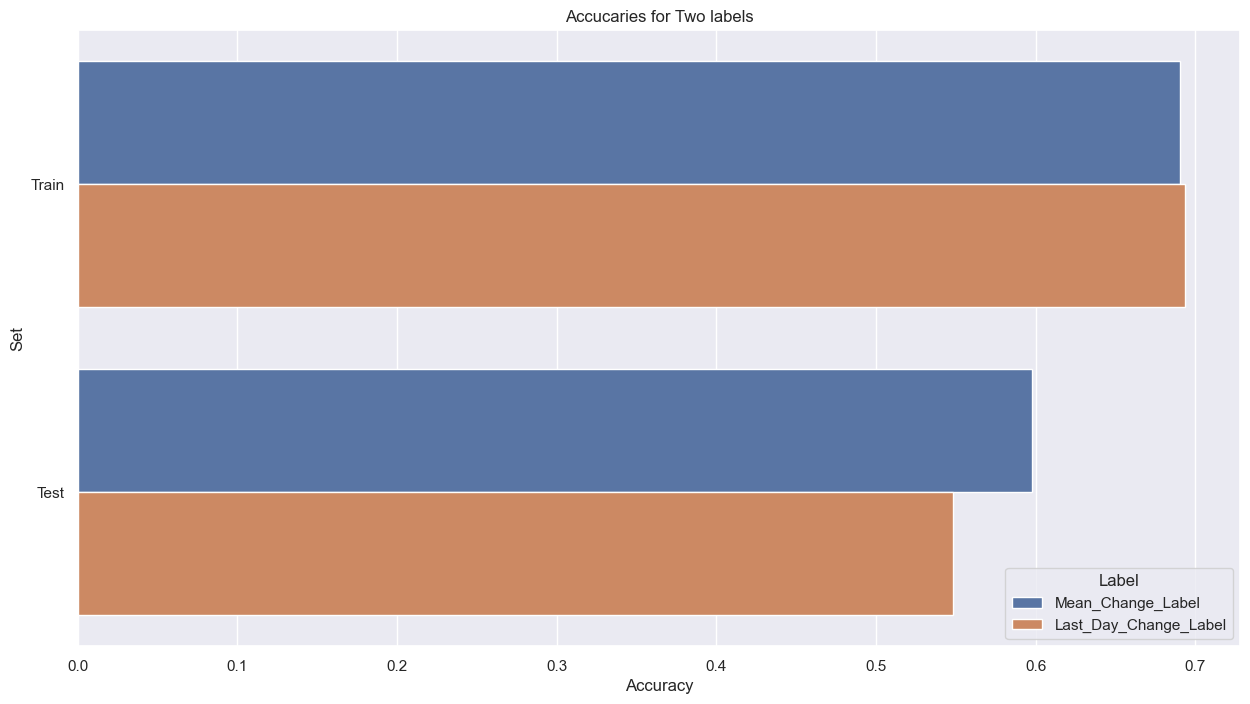 Accucaries for Two labels
Set
Train
Test
Label
Mean_Change_Label
Last_Day_Change_Label
0.0 0.1 0.2 0.3 0.4 0.5 0.6 0.7
Accuracy